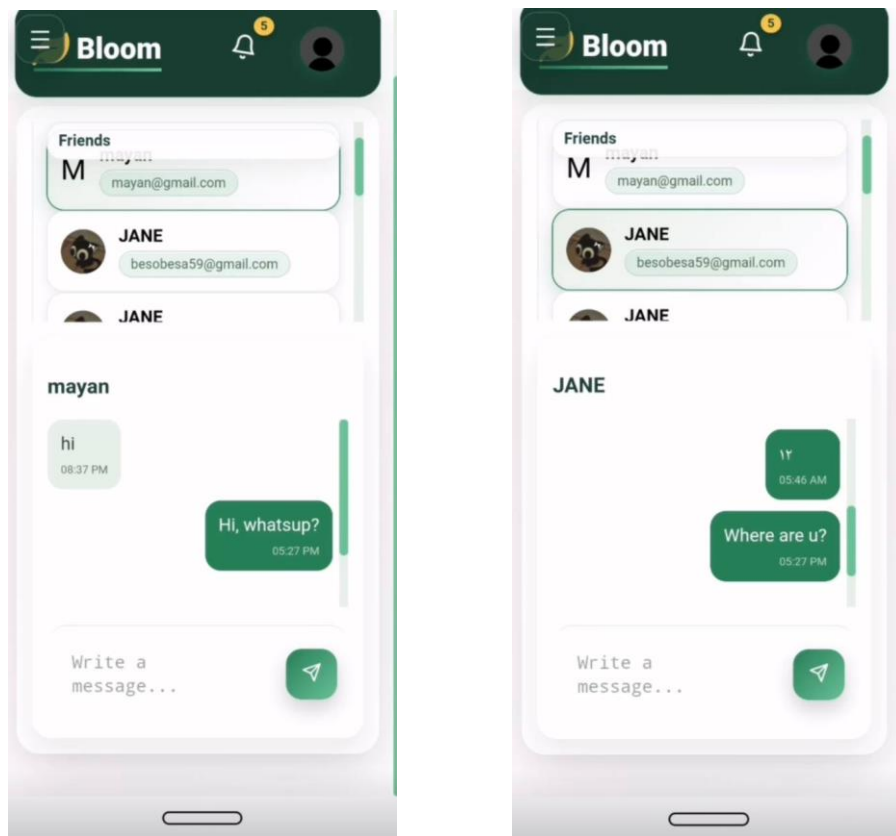 Bloom
5
Friends
mayan
M
mayan@gmail.com
JANE
besobesa59@gmail.com
JANE
mayan
hi
08:37 PM
Hi, whatsup?
05:27 PM
Write a
message...
Bloom
5
Friends
mayan
M
mayan@gmail.com
JANE
besobesa59@gmail.com
JANE
JANE
١٢
05:46 AM
Where are u?
05:27 PM
Write a
message...